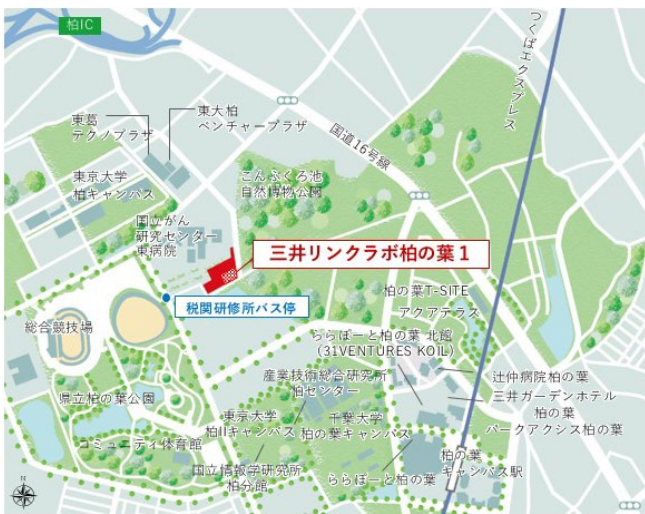 柏IC
つくばエクスプレス
東大柏
ベンチャープラザ
東葛
テクノプラザ
国道16号線
東京大学
柏キャンパス
こんぶくろ池
自然博物公園
国立がん
研究センター
東病院
三井リンクラボ柏の葉1
税関研修所バス停
柏の葉T-SITE
アクアテラス
総合競技場
ららぽーと柏の葉 北館
(31VENTURES KOIL)
辻仲病院柏の葉
産業技術総合研究所
柏センター
三井ガーデンホテル
柏の葉
パークアクシス柏の葉
県立柏の葉公園
東京大学
柏IIキャンパス
千葉大学
柏の葉キャンパス
コミュニティ体育館
柏の葉
キャンパス駅
国立情報学研究所
柏分館
ららぽーと柏の葉
N